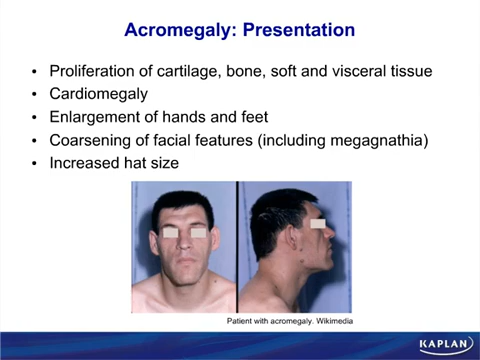 Acromegaly: Presentation
• Proliferation of cartilage, bone, soft and visceral tissue
• Cardiomegaly
• Enlargement of hands and feet
• Coarsening of facial features (including megagnathia)
• Increased hat size
Patient with acromegaly. Wikimedia
KAPLAN